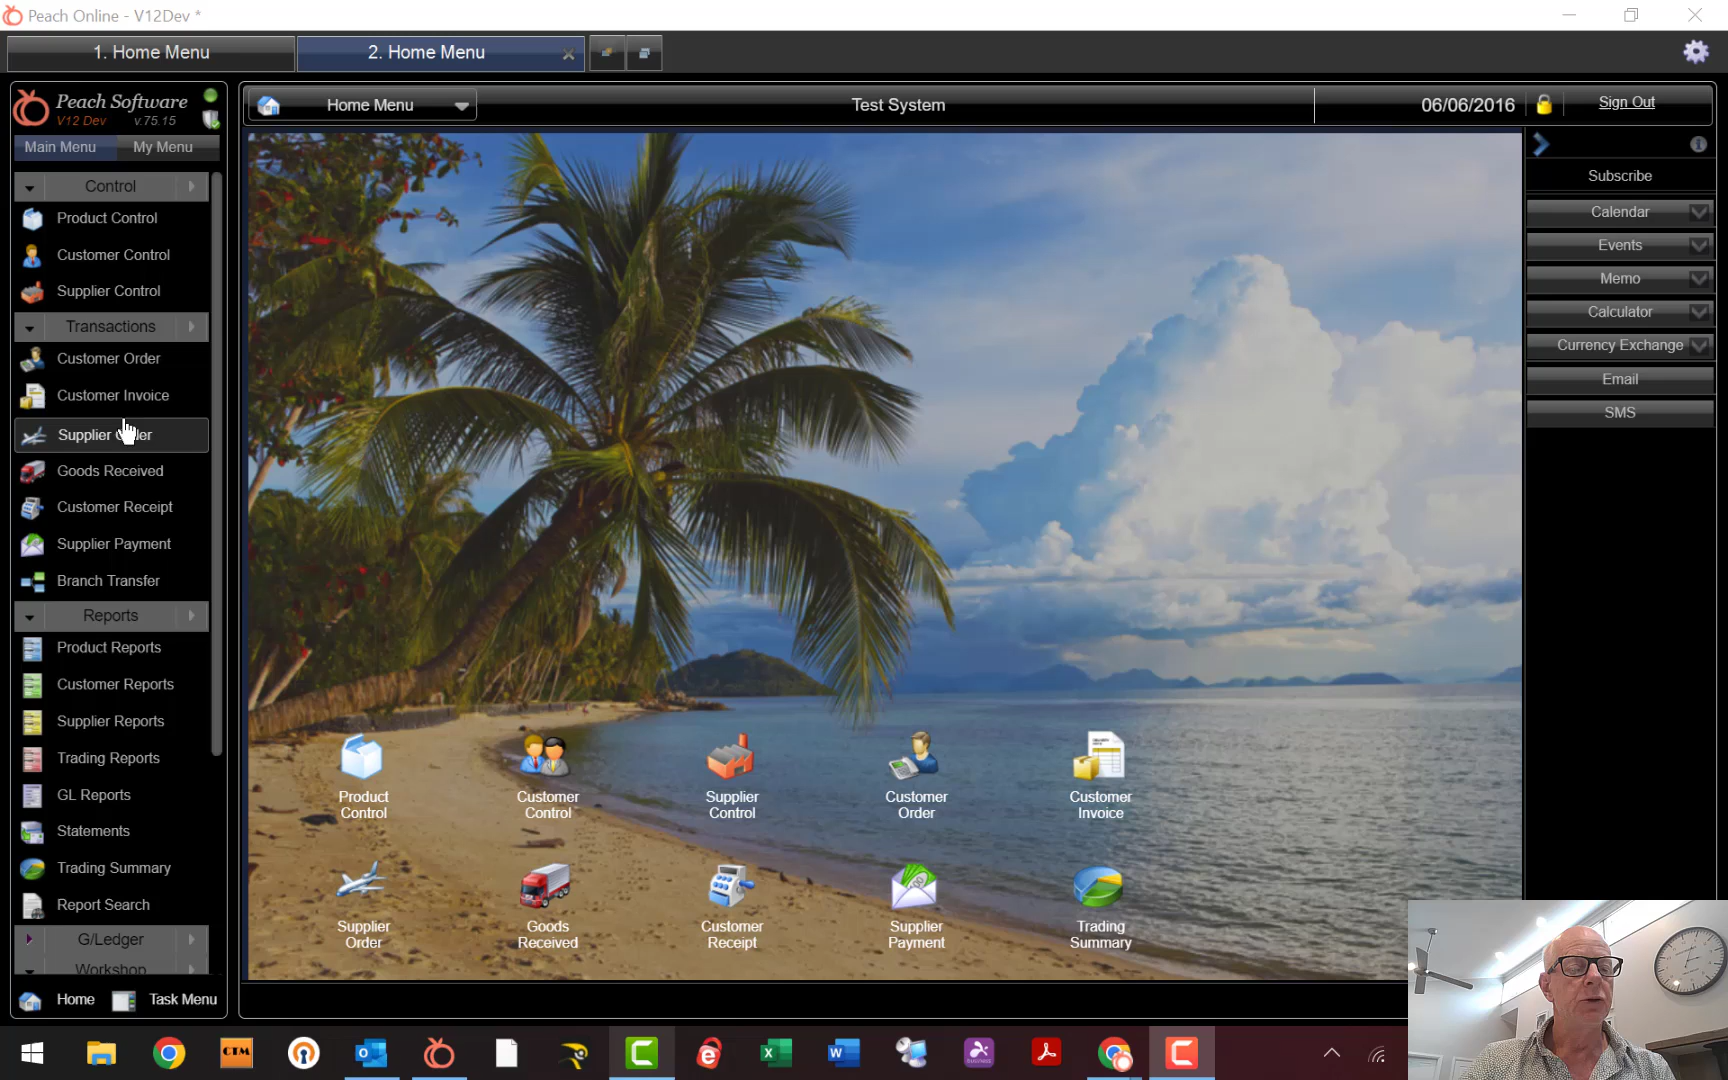 Peach Online - V12Dev *
1. Home Menu
2. Home Menu
Peach Software
V12 Dev v.75.15
Main Menu My Menu
Home Menu
Test System
06/06/2016
Sign Out
Control
Product Control
Customer Control
Supplier Control
Transactions
Customer Order
Customer Invoice
Supplier
Goods Received
Customer Receipt
Supplier Payment
Branch Transfer
Reports
Product Reports
Customer Reports
Supplier Reports
Trading Reports
GL Reports
Statements
Trading Summary
Report Search
G/Ledger
Workshop
Home Task Menu
Product
Control
Customer
Control
Supplier
Control
Customer
Order
Customer
Invoice
Supplier
Order
Goods
Received
Customer
Receipt
Supplier
Payment
Trading
Summary
Subscribe
Calendar
Events
Memo
Calculator
Currency Exchange
Email
SMS
CTM